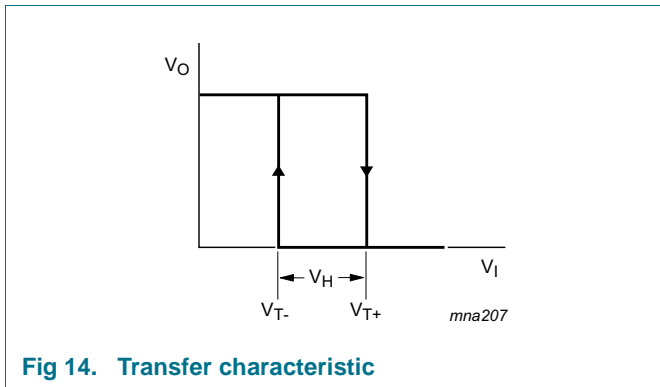 VO
VH
VI
VT- VT+
mna207
Fig 14. Transfer characteristic